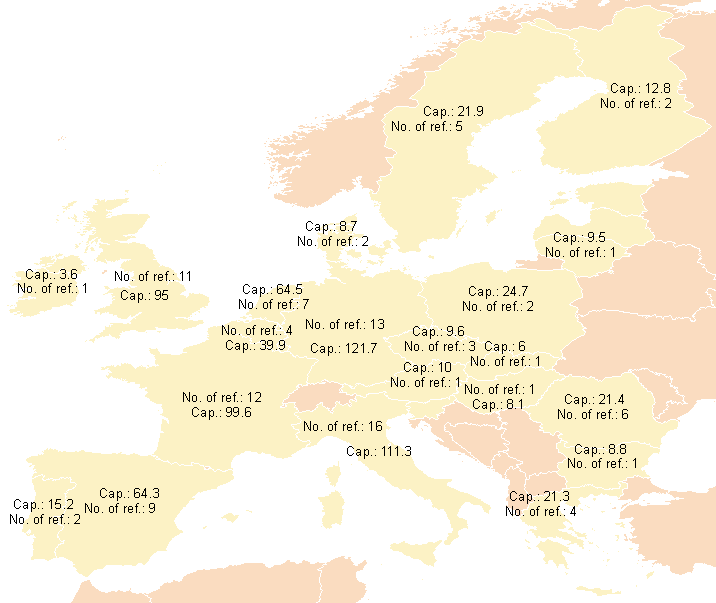 Cap.: 12.8
No. of ref.: 2
Cap.: 21.9
No. of ref.: 5
Cap.: 8.7
No. of ref.: 2
Cap.: 9.5
No. of ref.: 1
Cap.: 3.6
No. of ref.: 1
No. of ref.: 11
Cap.: 95
Cap.: 64.5
No. of ref.: 7
Cap.: 24.7
No. of ref.: 2
No. of ref.: 4
Cap.: 39.9
No. of ref.: 13
Cap.: 121.7
Cap.: 9.6
No. of ref.: 3
Cap.: 6
No. of ref.: 1
Cap.: 10
No. of ref.: 1
No. of ref.: 1
Cap.: 8.1
No. of ref.: 12
Cap.: 99.6
Cap.: 21.4
No. of ref.: 6
No. of ref.: 16
Cap.: 111.3
Cap.: 8.8
No. of ref.: 1
Cap.: 15.2
No. of ref.: 2
Cap.: 64.3
No. of ref.: 9
Cap.: 21.3
No. of ref.: 4